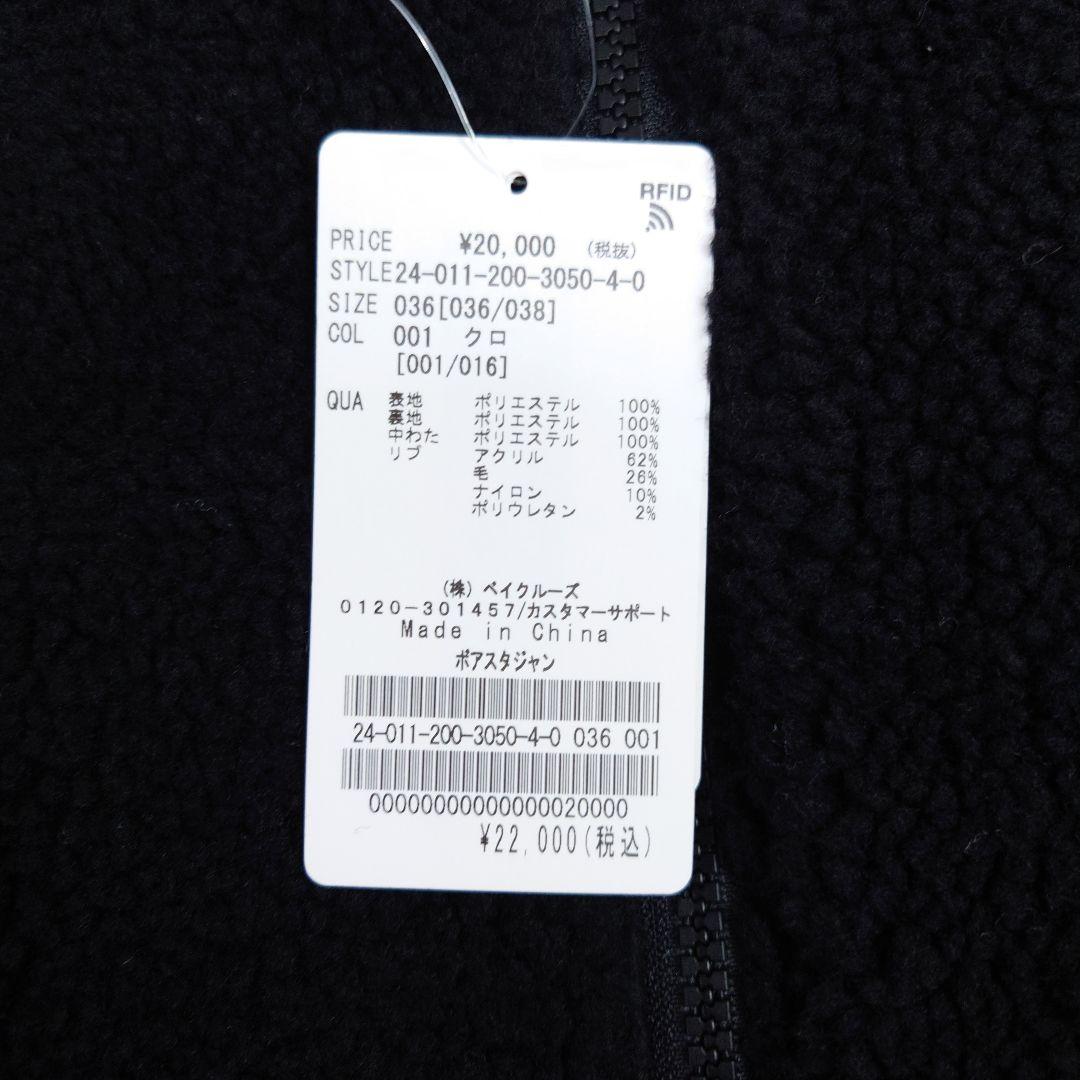 RFID
PRICE ¥20,000 (税抜)
STYLE24-011-200-3050-4-0
SIZE 036[036/038]
COL 001 クロ
[001/016]
QUA 表地 ポリエステル 100%
裏地 ポリエステル 100%
中わた ポリエステル 100%
リブ アクリル 62%
毛 26%
ナイロン 10%
ポリウレタン 2%
(株)ベイクルーズ
0120-301457/カスタマーサポート
Made in China
ボアスタジャン
24-011-200-3050-4-0 036 001
00000000000000020000
¥22,000(税込)